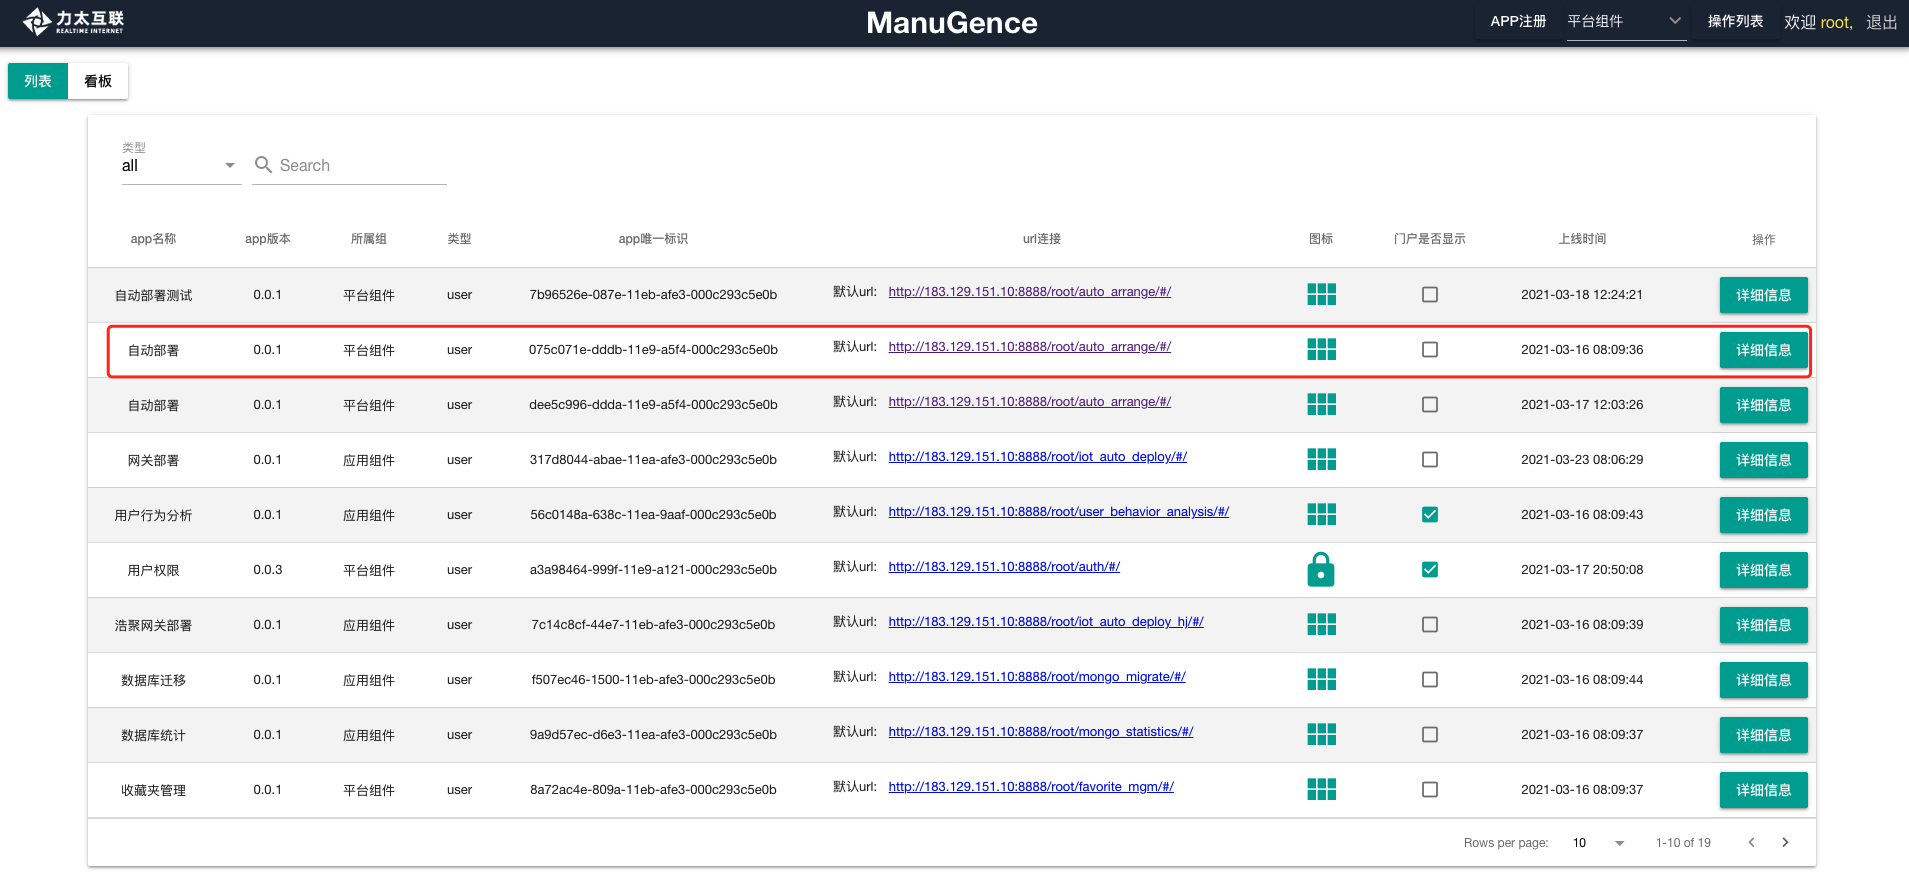 力太互联
REALTIME INTERNET
ManuGence
APP注册 平台组件 操作列表 欢迎 root, 退出
列表 看板
类型
all Search
app名称 app版本 所属组 类型 app唯一标识 url连接 图标 门户是否显示 上线时间 操作
自动部署测试 0.0.1 平台组件 user 7b96526e-087e-11eb-afe3-000c293c5e0b 默认url: http://183.129.151.10:8888/root/auto_arrange/#/ 2021-03-18 12:24:21 详细信息
自动部署 0.0.1 平台组件 user 075c071e-dddb-11e9-a5f4-000c293c5e0b 默认url: http://183.129.151.10:8888/root/auto_arrange/#/ 2021-03-16 08:09:36 详细信息
自动部署 0.0.1 平台组件 user dee5c996-ddda-11e9-a5f4-000c293c5e0b 默认url: http://183.129.151.10:8888/root/auto_arrange/#/ 2021-03-17 12:03:26 详细信息
网关部署 0.0.1 应用组件 user 317d8044-abae-11ea-afe3-000c293c5e0b 默认url: http://183.129.151.10:8888/root/iot_auto_deploy/#/ 2021-03-23 08:06:29 详细信息
用户行为分析 0.0.1 应用组件 user 56c0148a-638c-11ea-9aaf-000c293c5e0b 默认url: http://183.129.151.10:8888/root/user_behavior_analysis/#/ 2021-03-16 08:09:43 详细信息
用户权限 0.0.3 平台组件 user a3a98464-999f-11e9-a121-000c293c5e0b 默认url: http://183.129.151.10:8888/root/auth/#/ 2021-03-17 20:50:08 详细信息
浩聚网关部署 0.0.1 应用组件 user 7c14c8cf-44e7-11eb-afe3-000c293c5e0b 默认url: http://183.129.151.10:8888/root/iot_auto_deploy_hj/#/ 2021-03-16 08:09:39 详细信息
数据库迁移 0.0.1 应用组件 user f507ec46-1500-11eb-afe3-000c293c5e0b 默认url: http://183.129.151.10:8888/root/mongo_migrate/#/ 2021-03-16 08:09:44 详细信息
数据库统计 0.0.1 应用组件 user 9a9d57ec-d6e3-11ea-afe3-000c293c5e0b 默认url: http://183.129.151.10:8888/root/mongo_statistics/#/ 2021-03-16 08:09:37 详细信息
收藏夹管理 0.0.1 平台组件 user 8a72ac4e-809a-11eb-afe3-000c293c5e0b 默认url: http://183.129.151.10:8888/root/favorite_mgm/#/ 2021-03-16 08:09:37 详细信息
Rows per page: 10 1-10 of 19